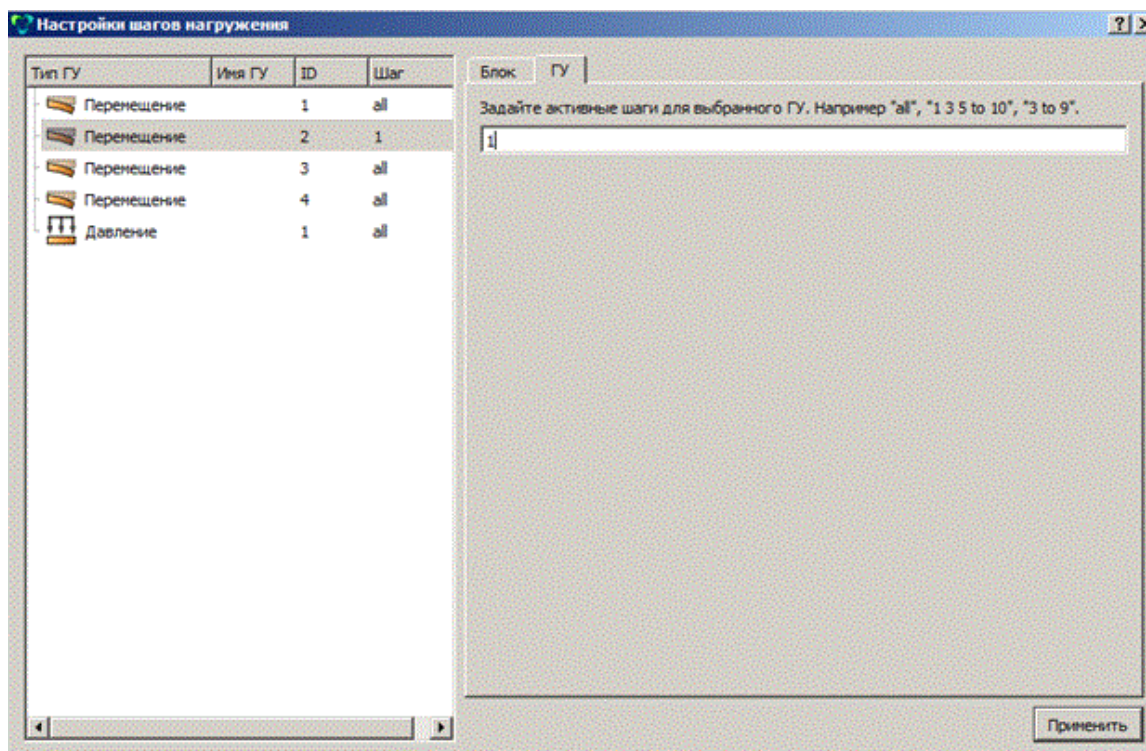 Настройки шагов нагружения
Тип ГУ Имя ГУ ID Шаг
Перемещение 1 all
Перемещение 2 1
Перемещение 3 all
Перемещение 4 all
Давление 1 all
Блок ГУ
Задайте активные шаги для выбранного ГУ. Например "all", "1 3 5 to 10", "3 to 9".
1
Применить